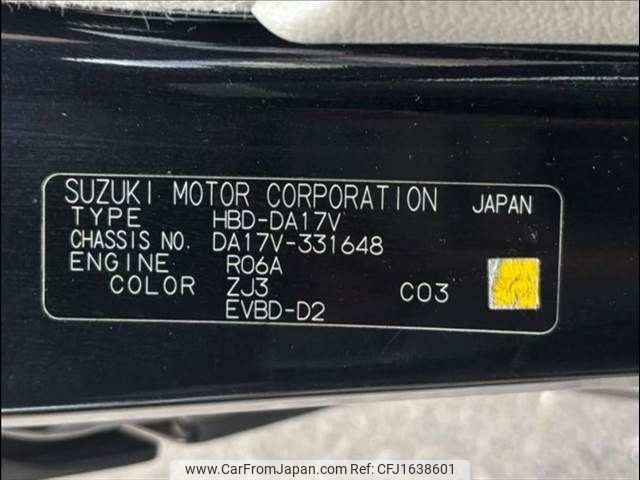 SUZUKI MOTOR CORPORATION JAPAN
TYPE HBD-DA17V
CHASSIS NO. DA17V-331648
ENGINE R06A
COLOR ZJ3 C03
EVBD-D2
www.CarFromJapan.com | CFJ1638601